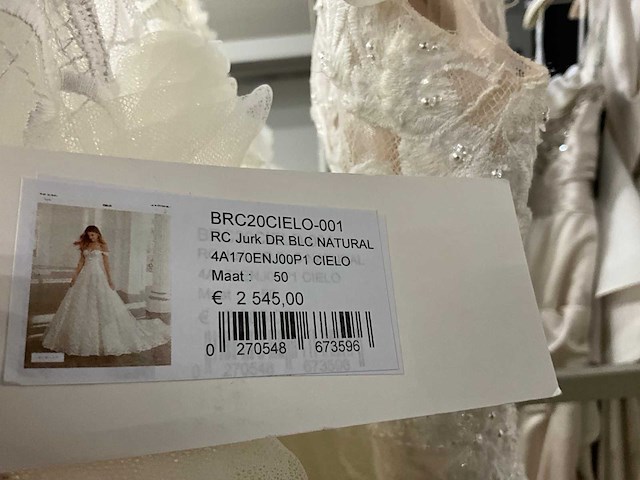 BRC20CIELO-001
RC Jurk DR BLC NATURAL
4A170ENJ00P1 CIELO
Maat : 50
€ 2 545,00
0 270548 673596